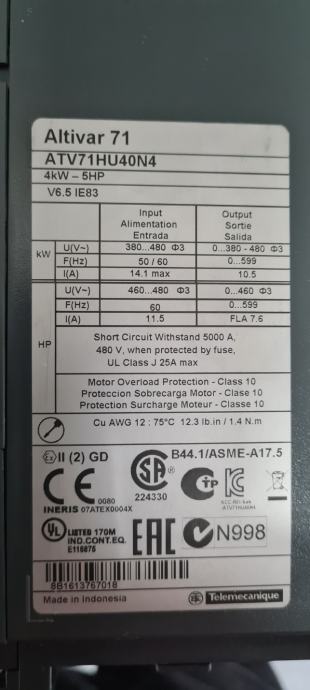 Altivar 71
ATV71HU40N4
4kW – 5HP
V6.5 IE83
Input Output
Alimentation Sortie
Entrada Salida
kW U(V~) 380...480 Φ3 0...380 - 480 Φ3
F(Hz) 50 / 60 0...599
I(A) 14.1 max 10.5
HP U(V~) 460...480 Φ3 0...460 Φ3
F(Hz) 60 0...599
I(A) 11.5 FLA 7.6
Short Circuit Withstand 5000 A,
480 V, when protected by fuse,
UL Class J 25A max
Motor Overload Protection - Class 10
Proteccion Sobrecarga Motor - Clase 10
Protection Surcharge Moteur - Classe 10
Cu AWG 12 : 75°C 12.3 lb.in / 1.4 N.m
Ex II (2) GD B44.1/ASME-A17.5
CE 0080 SA 224330
INERIS 07ATEX0004X
UL LISTED 170M
IND.CONT.EQ.
E116875
EAC N998
8B1613767018
Made in Indonesia Telemecanique